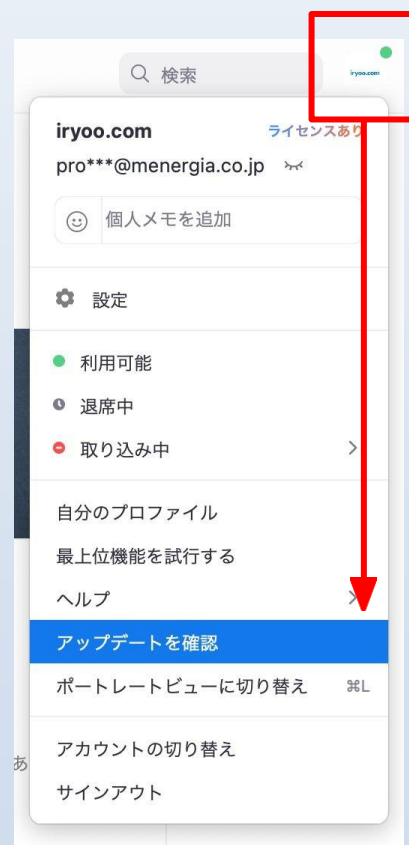 検索
iryoo.com
iryoo.com
ライセンスあり
pro***@menergia.co.jp
個人メモを追加
設定
利用可能
退席中
取り込み中
自分のプロファイル
最上位機能を試行する
ヘルプ
アップデートを確認
ポートレートビューに切り替え ⌘L
アカウントの切り替え
あ
サインアウト